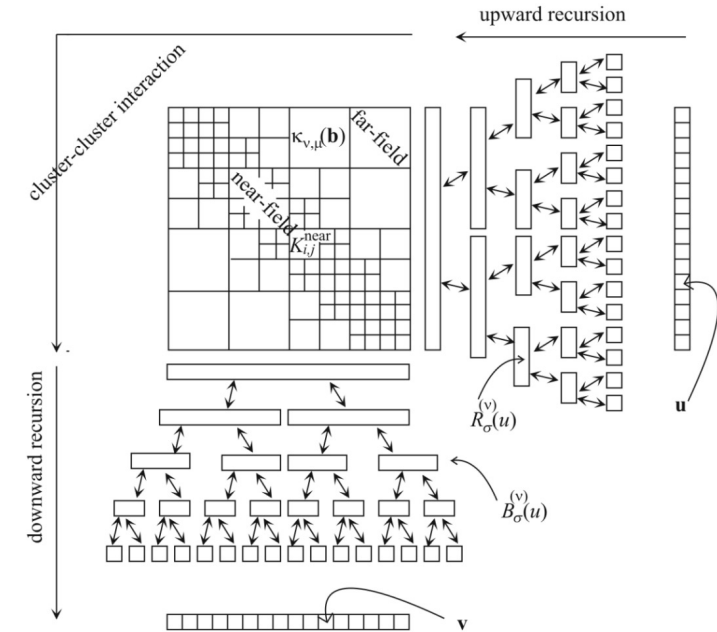 upward recursion
cluster-cluster interaction
κ_{ν,μ}(b)
far-field
near-field
K_{i,j}^{near}
R_σ^{(ν)}(u)
u
downward recursion
B_σ^{(ν)}(u)
v